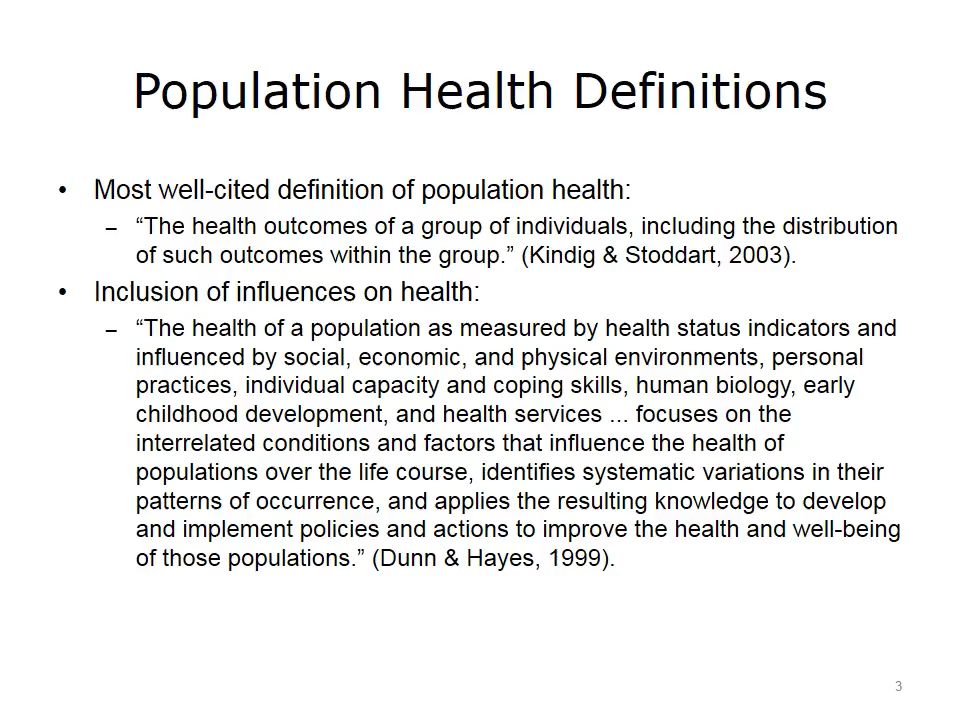 Population Health Definitions
• Most well-cited definition of population health:
– “The health outcomes of a group of individuals, including the distribution
of such outcomes within the group.” (Kindig & Stoddart, 2003).
• Inclusion of influences on health:
– “The health of a population as measured by health status indicators and
influenced by social, economic, and physical environments, personal
practices, individual capacity and coping skills, human biology, early
childhood development, and health services ... focuses on the
interrelated conditions and factors that influence the health of
populations over the life course, identifies systematic variations in their
patterns of occurrence, and applies the resulting knowledge to develop
and implement policies and actions to improve the health and well-being
of those populations.” (Dunn & Hayes, 1999).
3